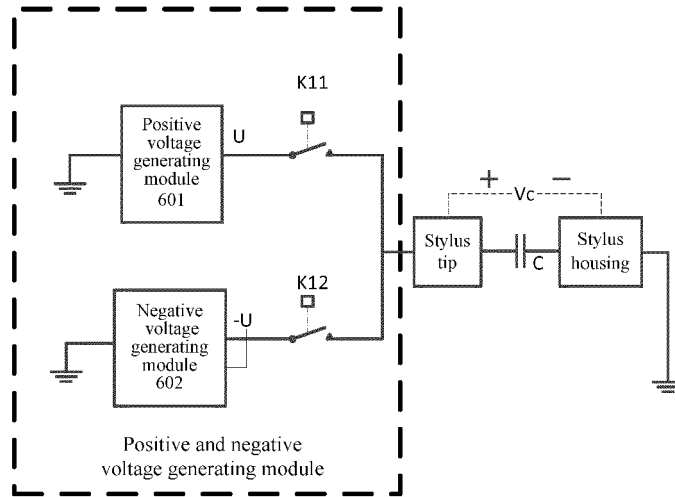 K11
Positive
voltage
generating
module
601
U
+ −
Vc
Stylus
tip
C
Stylus
housing
K12
Negative
voltage
generating
module
602
-U
Positive and negative
voltage generating module